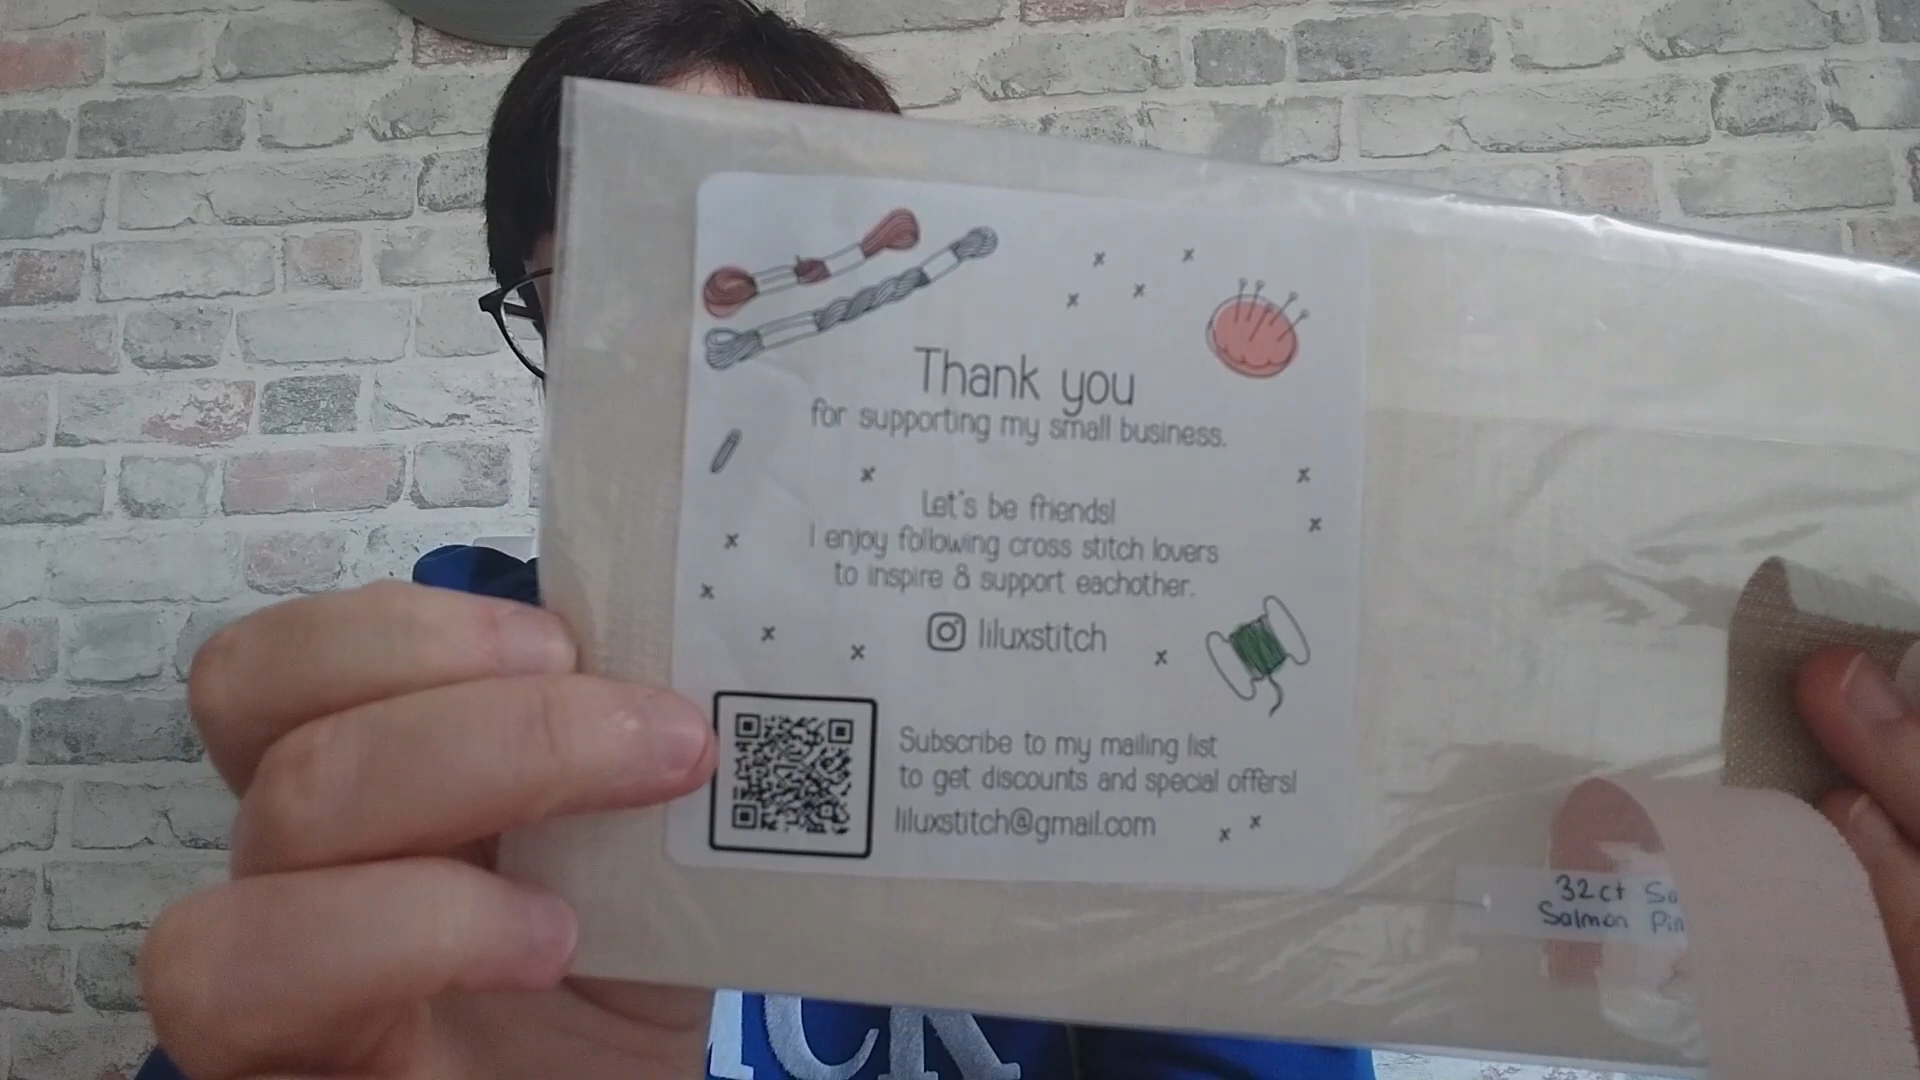 Thank you
for supporting my small business.
Let's be friends!
I enjoy following cross stitch lovers
to inspire & support eachother.
liluxstitch
Subscribe to my mailing list
to get discounts and special offers!
liluxstitch@gmail.com
32ct
Salmon